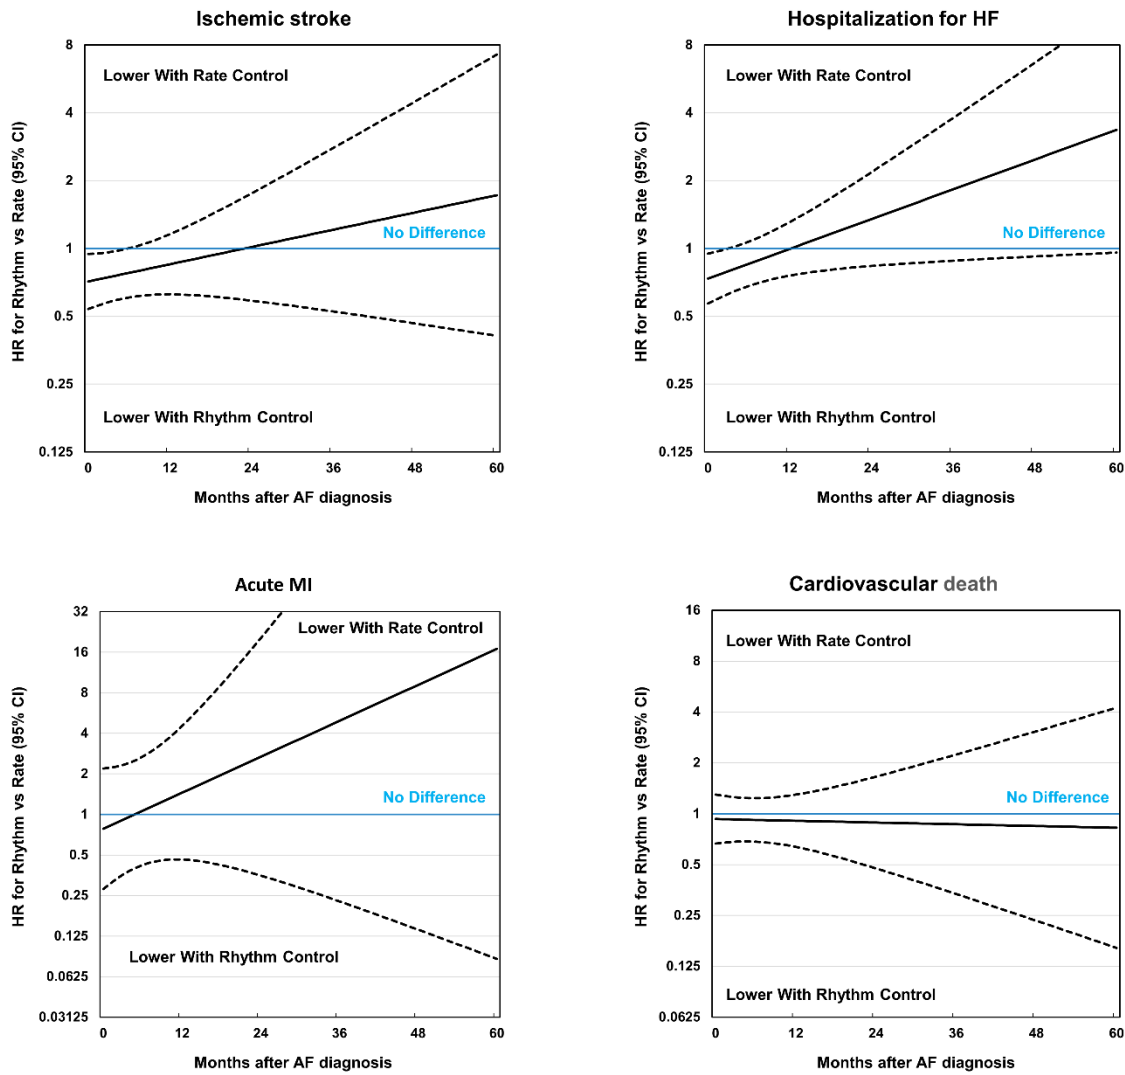 Ischemic stroke
8
4
2
1
0.5
0.25
0.125
HR for Rhythm vs Rate (95% CI)
Lower With Rate Control
No Difference
Lower With Rhythm Control
0 12 24 36 48 60
Months after AF diagnosis
Hospitalization for HF
8
4
2
1
0.5
0.25
0.125
HR for Rhythm vs Rate (95% CI)
Lower With Rate Control
No Difference
Lower With Rhythm Control
0 12 24 36 48 60
Months after AF diagnosis
Acute MI
32
16
8
4
2
1
0.5
0.25
0.125
0.0625
0.03125
HR for Rhythm vs Rate (95% CI)
Lower With Rate Control
No Difference
Lower With Rhythm Control
0 12 24 36 48 60
Months after AF diagnosis
Cardiovascular death
16
8
4
2
1
0.5
0.25
0.125
0.0625
HR for Rhythm vs Rate (95% CI)
Lower With Rate Control
No Difference
Lower With Rhythm Control
0 12 24 36 48 60
Months after AF diagnosis